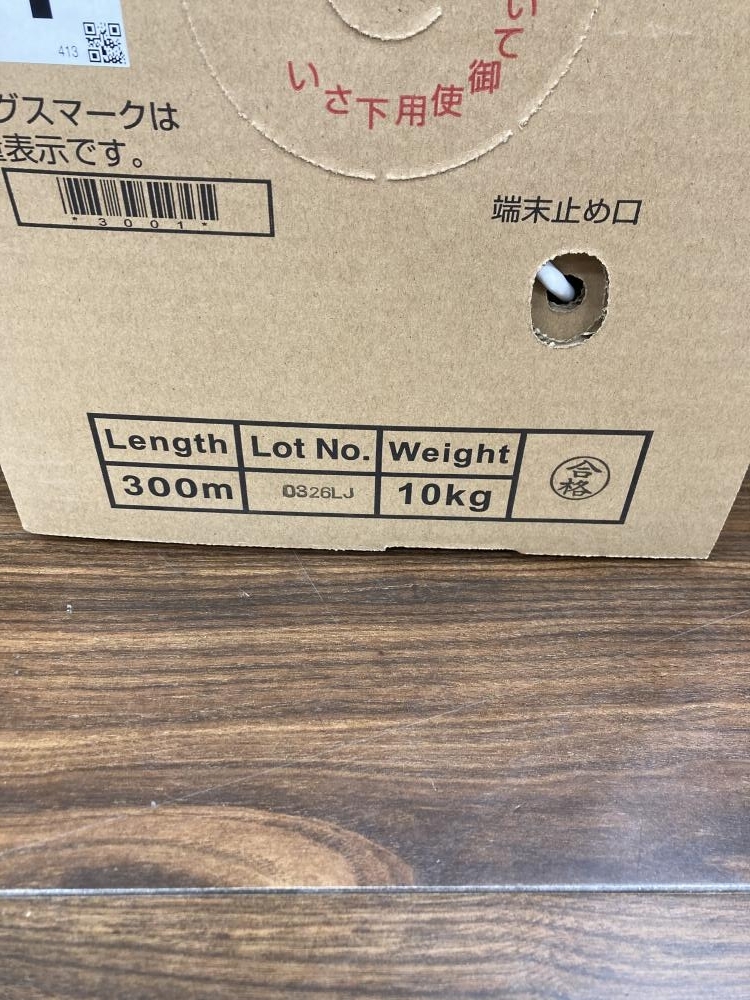 413
いて御使用下さい
グスマークは
表示です。
*3001*
端末止め口
Length Lot No. Weight
300m 0326LJ 10kg
合格